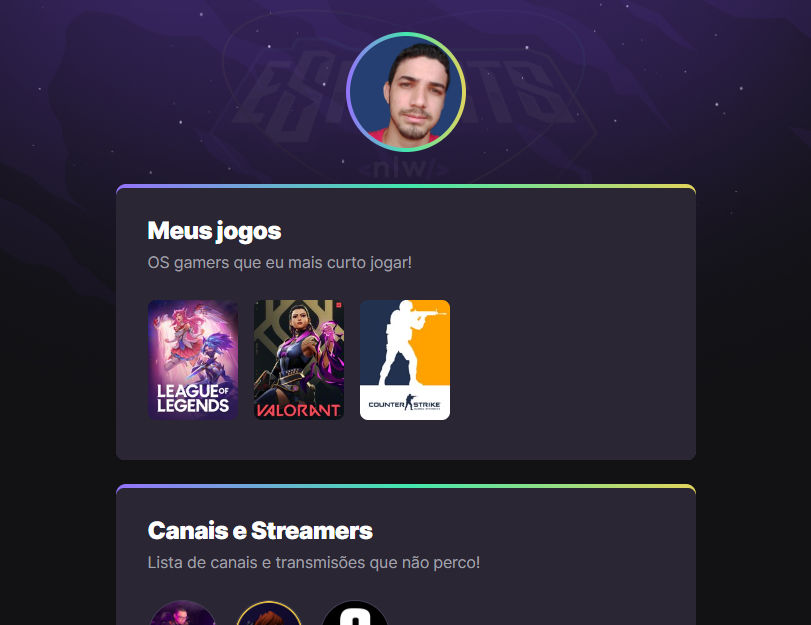 ESPORTS
<nlw/>
Meus jogos
OS gamers que eu mais curto jogar!
LEAGUE OF
LEGENDS
VALORANT
COUNTER STRIKE
Canais e Streamers
Lista de canais e transmisões que não perco!